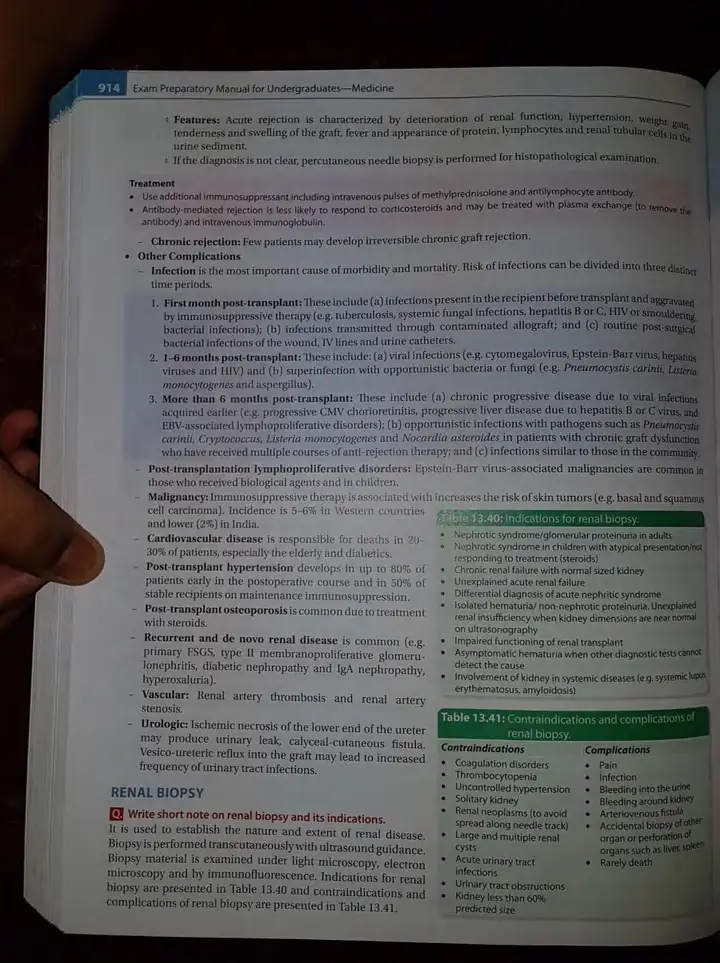 914 Exam Preparatory Manual for Undergraduates—Medicine
◦ Features: Acute rejection is characterized by deterioration of renal function, hypertension, weight gain,
tenderness and swelling of the graft, fever and appearance of protein, lymphocytes and renal tubular cells in the
urine sediment.
◦ If the diagnosis is not clear, percutaneous needle biopsy is performed for histopathological examination.
Treatment
• Use additional immunosuppressant including intravenous pulses of methylprednisolone and antilymphocyte antibody.
• Antibody-mediated rejection is less likely to respond to corticosteroids and may be treated with plasma exchange (to remove the
antibody) and intravenous immunoglobulin.
– Chronic rejection: Few patients may develop irreversible chronic graft rejection.
• Other Complications
– Infection is the most important cause of morbidity and mortality. Risk of infections can be divided into three distinct
time periods.
1. First month post-transplant: These include (a) infections present in the recipient before transplant and aggravated
by immunosuppressive therapy (e.g. tuberculosis, systemic fungal infections, hepatitis B or C, HIV or smouldering
bacterial infections); (b) infections transmitted through contaminated allograft; and (c) routine post-surgical
bacterial infections of the wound, IV lines and urine catheters.
2. 1–6 months post-transplant: These include: (a) viral infections (e.g. cytomegalovirus, Epstein-Barr virus, hepatitis
viruses and HIV) and (b) superinfection with opportunistic bacteria or fungi (e.g. Pneumocystis carinii, Listeria
monocytogenes and aspergillus).
3. More than 6 months post-transplant: These include (a) chronic progressive disease due to viral infections
acquired earlier (e.g. progressive CMV chorioretinitis, progressive liver disease due to hepatitis B or C virus, and
EBV-associated lymphoproliferative disorders); (b) opportunistic infections with pathogens such as Pneumocystis
carinii, Cryptococcus, Listeria monocytogenes and Nocardia asteroides in patients with chronic graft dysfunction
who have received multiple courses of anti-rejection therapy; and (c) infections similar to those in the community.
– Post-transplantation lymphoproliferative disorders: Epstein-Barr virus-associated malignancies are common in
those who received biological agents and in children.
– Malignancy: Immunosuppressive therapy is associated with increases the risk of skin tumors (e.g. basal and squamous
cell carcinoma). Incidence is 5–6% in Western countries
and lower (2%) in India.
– Cardiovascular disease is responsible for deaths in 20–
30% of patients, especially the elderly and diabetics.
– Post-transplant hypertension develops in up to 80% of
patients early in the postoperative course and in 50% of
stable recipients on maintenance immunosuppression.
– Post-transplant osteoporosis is common due to treatment
with steroids.
– Recurrent and de novo renal disease is common (e.g.
primary FSGS, type II membranoproliferative glomeru-
lonephritis, diabetic nephropathy and IgA nephropathy,
hyperoxaluria).
– Vascular: Renal artery thrombosis and renal artery
stenosis.
– Urologic: Ischemic necrosis of the lower end of the ureter
may produce urinary leak, calyceal-cutaneous fistula.
Vesico-ureteric reflux into the graft may lead to increased
frequency of urinary tract infections.
RENAL BIOPSY
Q. Write short note on renal biopsy and its indications.
It is used to establish the nature and extent of renal disease.
Biopsy is performed transcutaneously with ultrasound guidance.
Biopsy material is examined under light microscopy, electron
microscopy and by immunofluorescence. Indications for renal
biopsy are presented in Table 13.40 and contraindications and
complications of renal biopsy are presented in Table 13.41.
Table 13.40: Indications for renal biopsy.
• Nephrotic syndrome/glomerular proteinuria in adults
• Nephrotic syndrome in children with atypical presentation/not
responding to treatment (steroids)
• Chronic renal failure with normal sized kidney
• Unexplained acute renal failure
• Differential diagnosis of acute nephritic syndrome
• Isolated hematuria/ non-nephrotic proteinuria, Unexplained
renal insufficiency when kidney dimensions are near normal
on ultrasonography
• Impaired functioning of renal transplant
• Asymptomatic hematuria when other diagnostic tests cannot
detect the cause
• Involvement of kidney in systemic diseases (e.g. systemic lupus
erythematosus, amyloidosis)
Table 13.41: Contraindications and complications of
renal biopsy.
Contraindications
• Coagulation disorders
• Thrombocytopenia
• Uncontrolled hypertension
• Solitary kidney
• Renal neoplasms (to avoid
spread along needle track)
• Large and multiple renal
cysts
• Acute urinary tract
infections
• Urinary tract obstructions
• Kidney less than 60%
predicted size
Complications
• Pain
• Infection
• Bleeding into the urine
• Bleeding around kidney
• Arteriovenous fistula
• Accidental biopsy of other
organ or perforation of
organs such as liver, spleen
• Rarely death